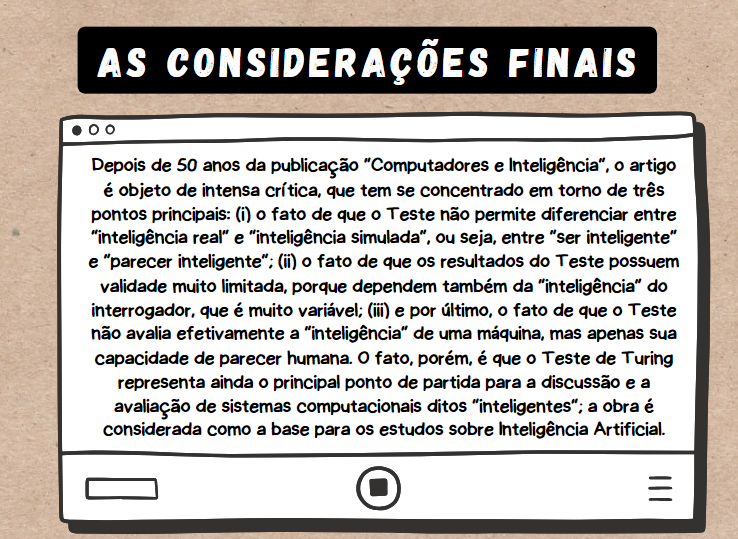 AS CONSIDERAÇÕES FINAIS
Depois de 50 anos da publicação "Computadores e Inteligência", o artigo
é objeto de intensa crítica, que tem se concentrado em torno de três
pontos principais: (i) o fato de que o Teste não permite diferenciar entre
"inteligência real" e "inteligência simulada", ou seja, entre "ser inteligente"
e "parecer inteligente"; (ii) o fato de que os resultados do Teste possuem
validade muito limitada, porque dependem também da "inteligência" do
interrogador, que é muito variável; (iii) e por último, o fato de que o Teste
não avalia efetivamente a "inteligência" de uma máquina, mas apenas sua
capacidade de parecer humana. O fato, porém, é que o Teste de Turing
representa ainda o principal ponto de partida para a discussão e a
avaliação de sistemas computacionais ditos "inteligentes"; a obra é
considerada como a base para os estudos sobre Inteligência Artificial.